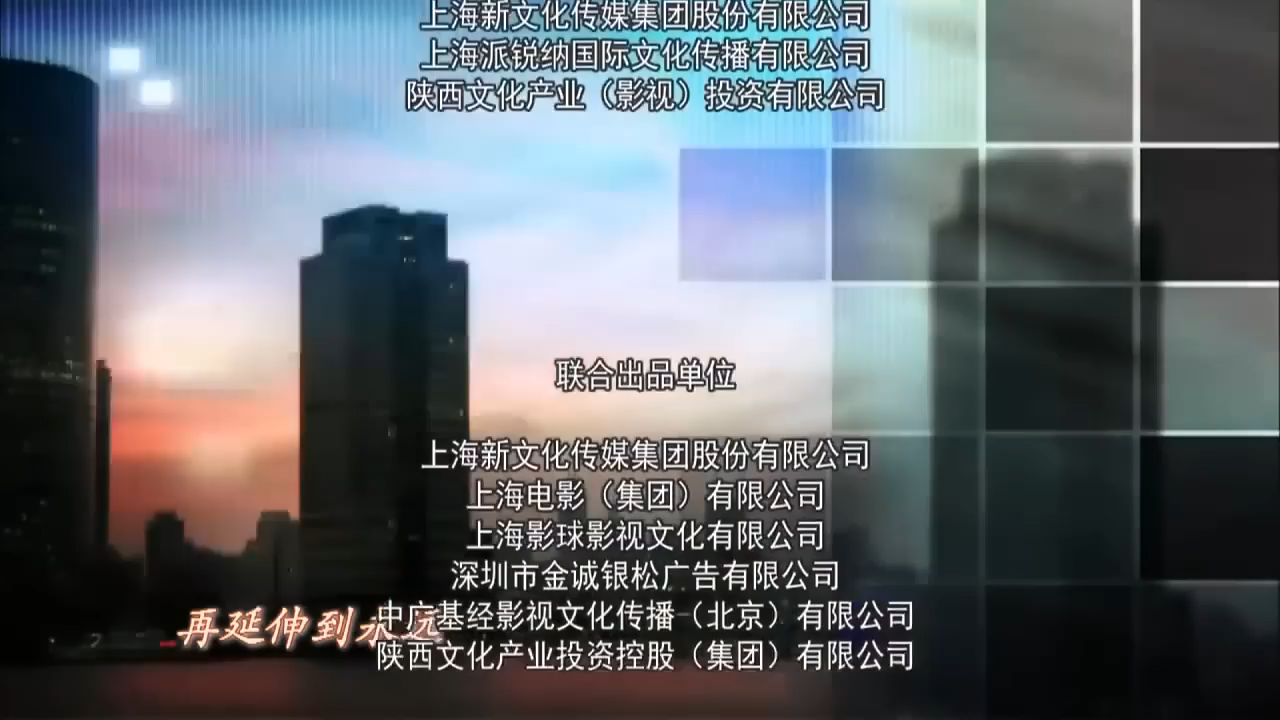 上海新文化传媒集团股份有限公司
上海派锐纳国际文化传播有限公司
陕西文化产业（影视）投资有限公司
联合出品单位
上海新文化传媒集团股份有限公司
上海电影（集团）有限公司
上海影球影视文化有限公司
深圳市金诚银松广告有限公司
中广基经影视文化传播（北京）有限公司
再延伸到永远
陕西文化产业投资控股（集团）有限公司